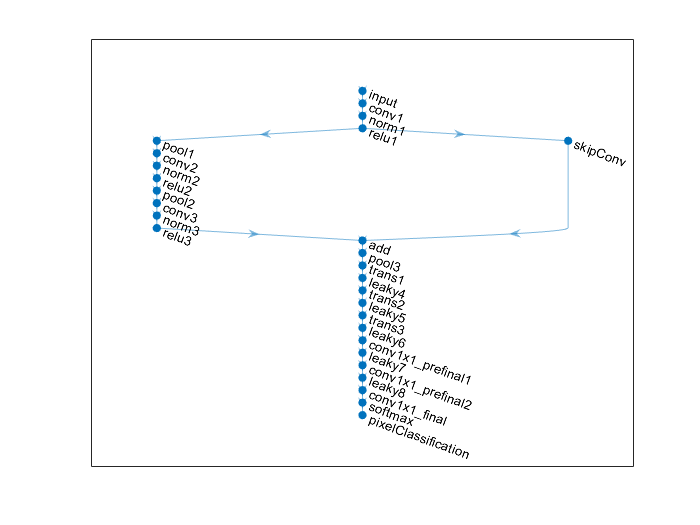 input
conv1
norm1
relu1
pool1
conv2
norm2
relu2
pool2
conv3
norm3
relu3
skipConv
add
pool3
trans1
leaky4
trans2
leaky5
trans3
leaky6
conv1x1_prefinal1
leaky7
conv1x1_prefinal2
leaky8
conv1x1_final
softmax
pixelClassification